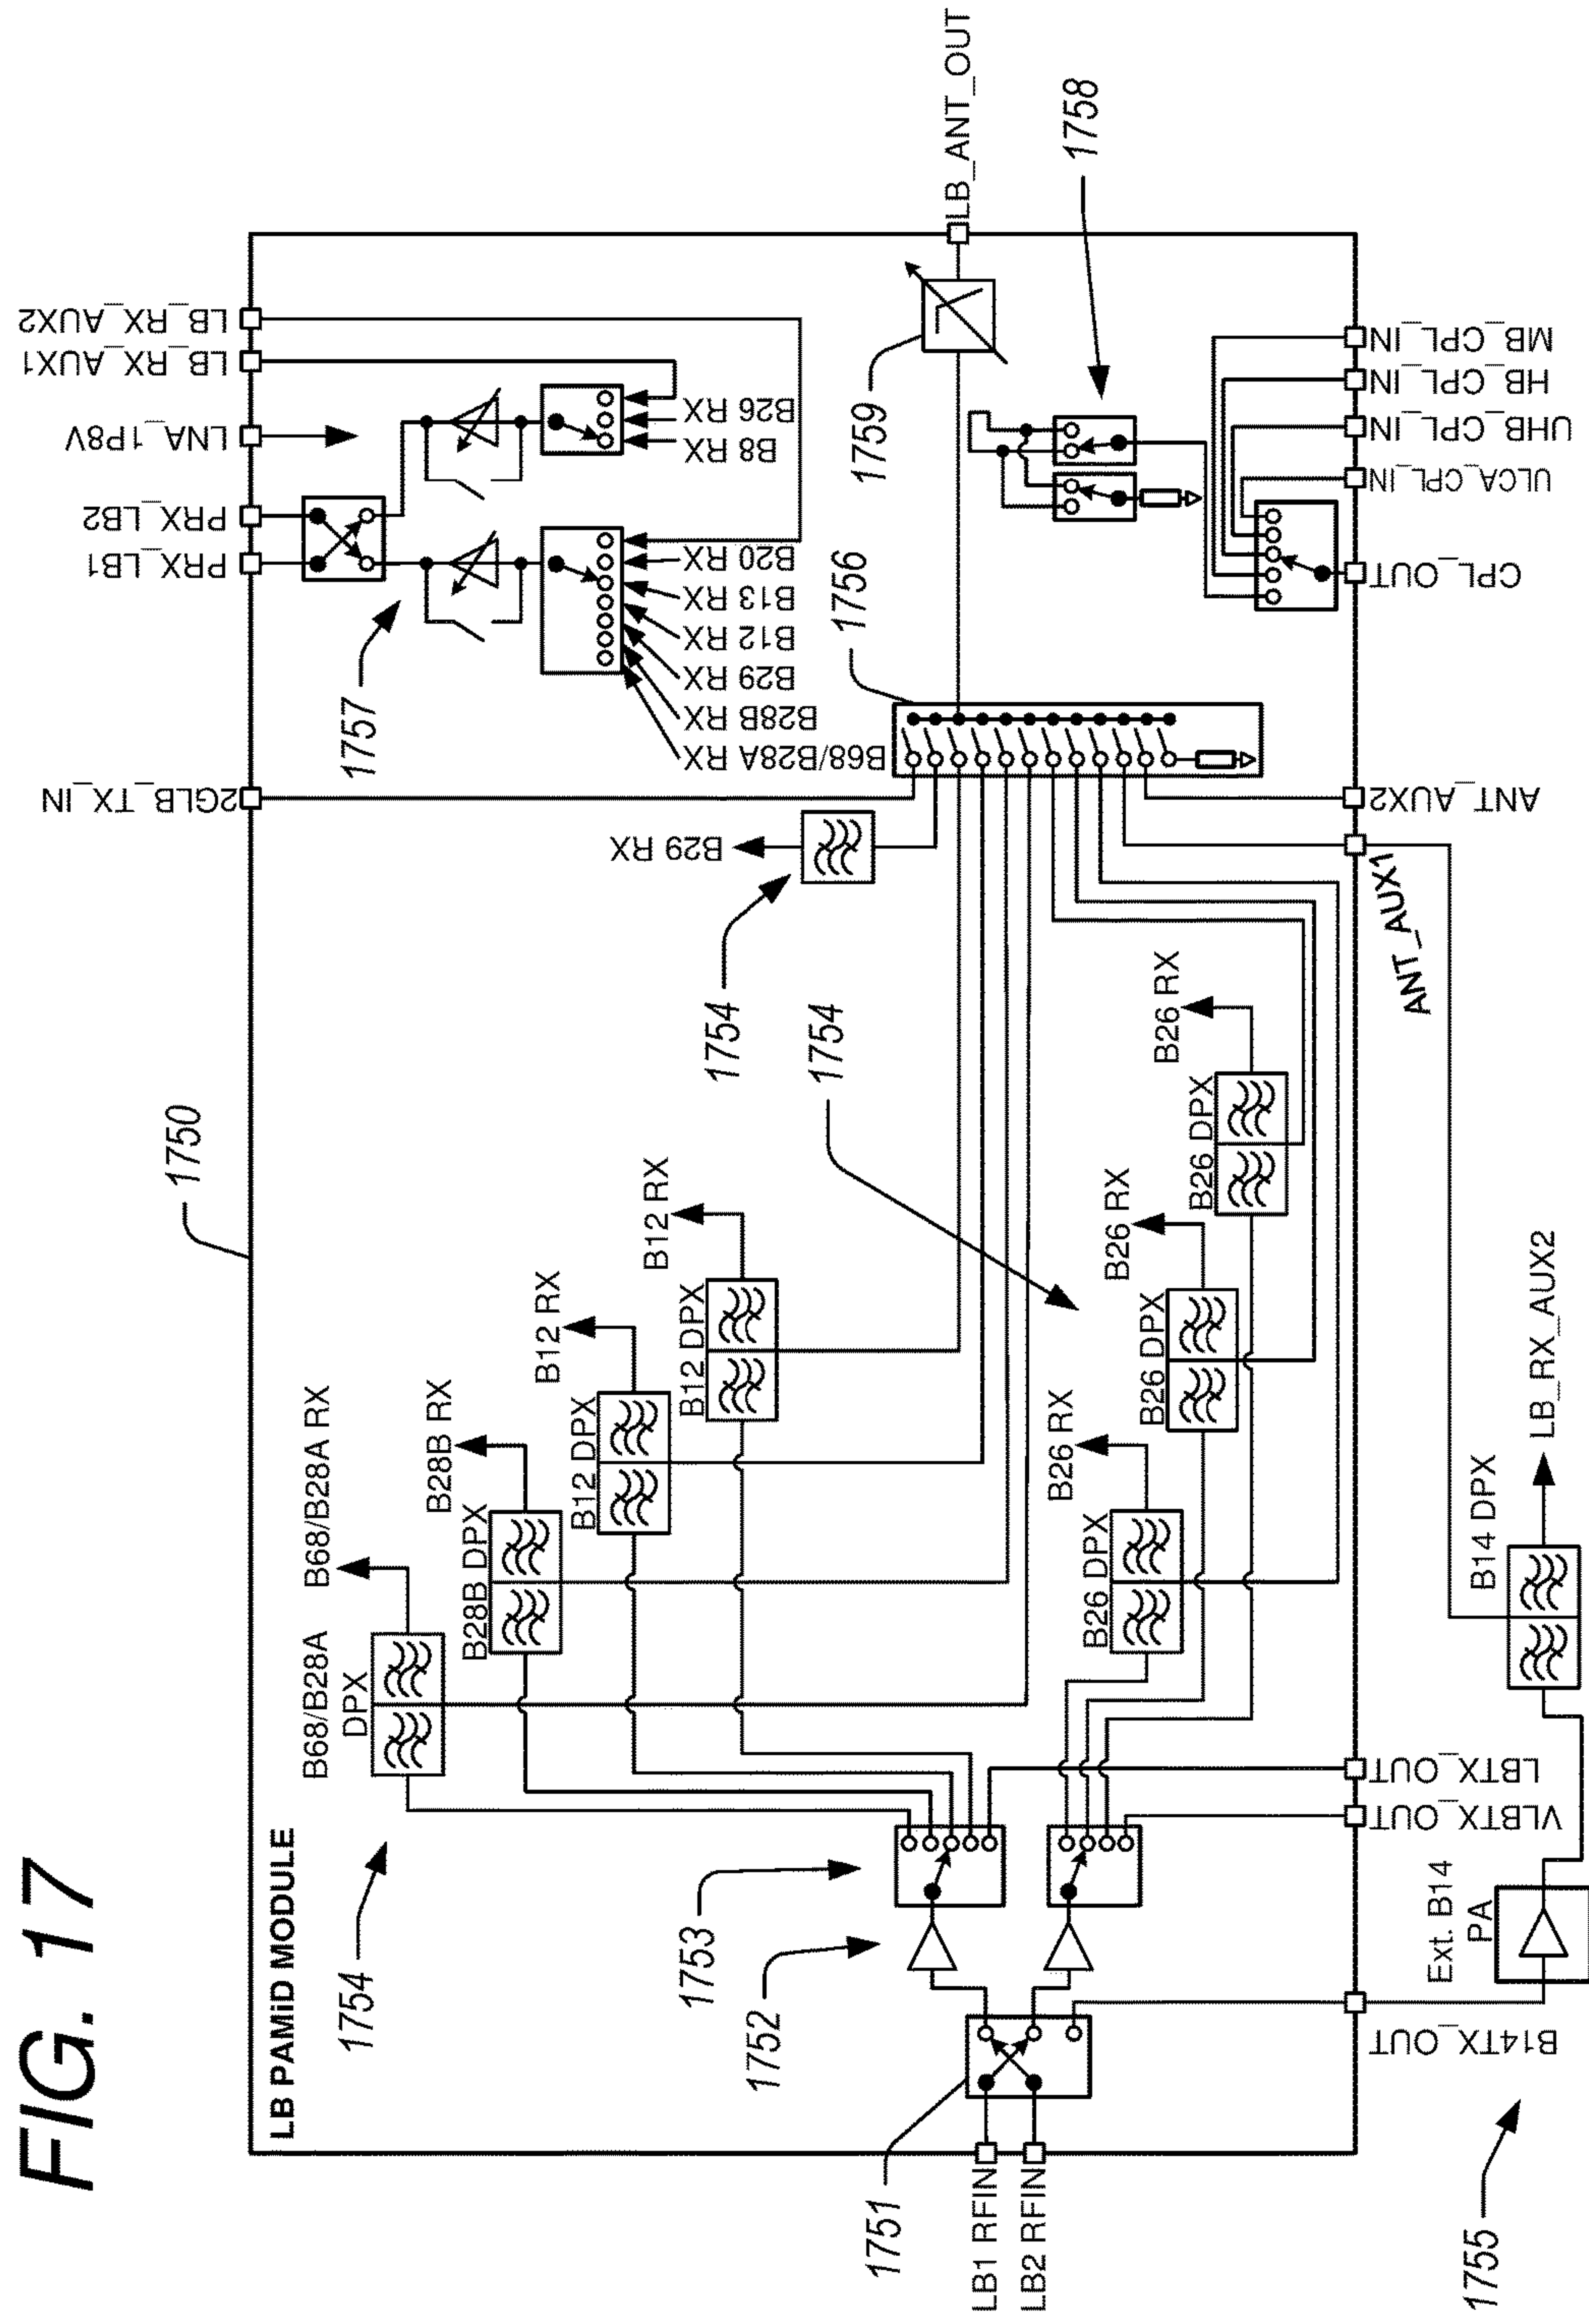 FIG. 17
LB PAMiD MODULE
1750
LB1 RFIN
LB2 RFIN
1751
1752
1753
1754
B68/B28A
DPX
B68/B28A RX
B28B DPX
B28B RX
B12 DPX
B12 RX
B12 DPX
B12 RX
1754
B29 RX
1754
B26 DPX
B26 RX
B26 DPX
B26 RX
B26 DPX
B26 RX
2GLB_TX_IN
1757
PRX_LB1
PRX_LB2
LNA_1P8V
LB_RX_AUX1
LB_RX_AUX2
B68/B28A RX
B28B RX
B29 RX
B12 RX
B13 RX
B20 RX
B8 RX
B26 RX
1756
1759
LB_ANT_OUT
1758
B14TX_OUT
VLBTX_OUT
LBTX_OUT
ANT_AUX1
ANT_AUX2
CPL_OUT
ULCA_CPL_IN
UHB_CPL_IN
HB_CPL_IN
MB_CPL_IN
1755
Ext. B14
PA
B14 DPX
LB_RX_AUX2